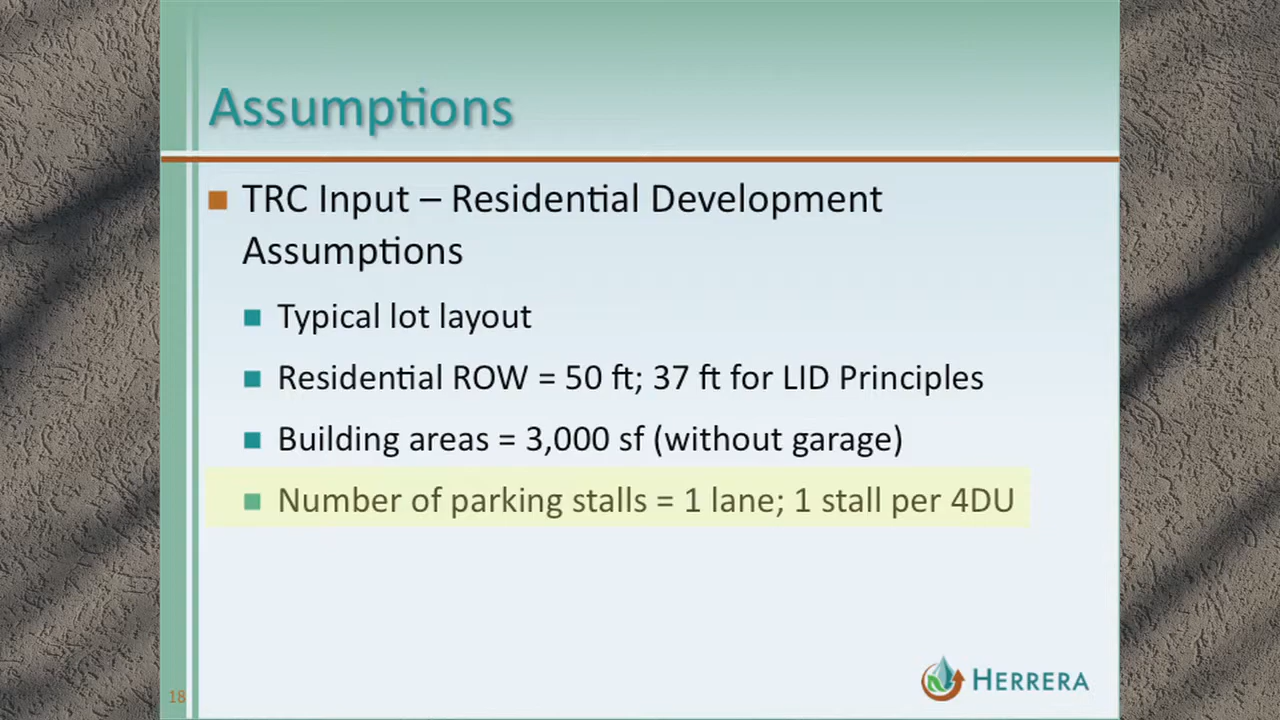 Assumptions
TRC Input – Residential Development
Assumptions
Typical lot layout
Residential ROW = 50 ft; 37 ft for LID Principles
Building areas = 3,000 sf (without garage)
Number of parking stalls = 1 lane; 1 stall per 4DU
18
HERRERA